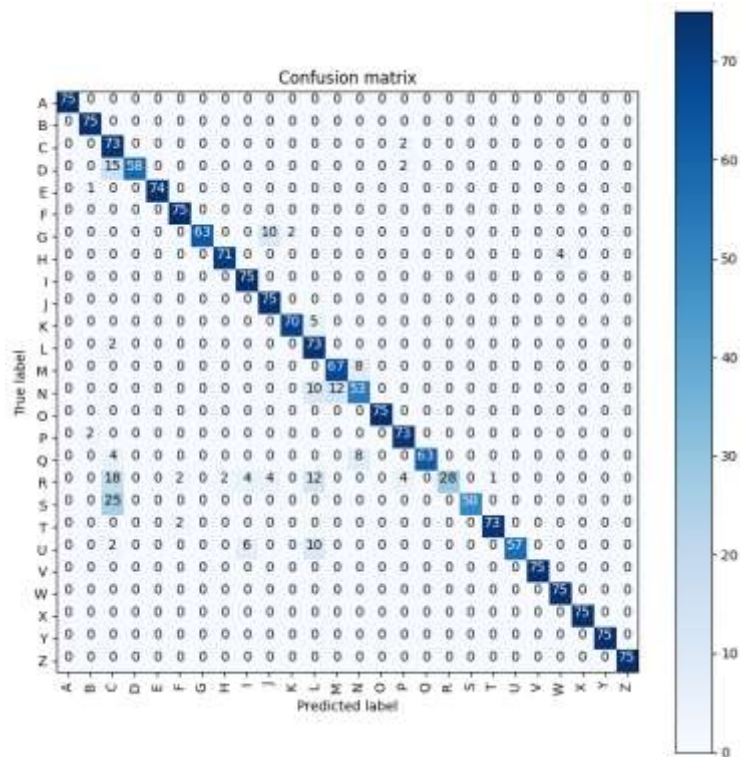 Confusion matrix
A 75 0 0 0 0 0 0 0 0 0 0 0 0 0 0 0 0 0 0 0 0 0 0 0 0 0
B 0 75 0 0 0 0 0 0 0 0 0 0 0 0 0 0 0 0 0 0 0 0 0 0 0 0
C 0 0 73 0 0 0 0 0 0 0 0 0 0 0 0 2 0 0 0 0 0 0 0 0 0 0
D 0 0 15 58 0 0 0 0 0 0 0 0 0 0 0 2 0 0 0 0 0 0 0 0 0 0
E 0 1 0 0 74 0 0 0 0 0 0 0 0 0 0 0 0 0 0 0 0 0 0 0 0 0
F 0 0 0 0 0 75 0 0 0 0 0 0 0 0 0 0 0 0 0 0 0 0 0 0 0 0
G 0 0 0 0 0 0 63 0 0 10 2 0 0 0 0 0 0 0 0 0 0 0 0 0 0 0
H 0 0 0 0 0 0 0 71 0 0 0 0 0 0 0 0 0 0 0 0 0 0 4 0 0 0
I 0 0 0 0 0 0 0 0 75 0 0 0 0 0 0 0 0 0 0 0 0 0 0 0 0 0
J 0 0 0 0 0 0 0 0 0 75 0 0 0 0 0 0 0 0 0 0 0 0 0 0 0 0
K 0 0 0 0 0 0 0 0 0 0 70 5 0 0 0 0 0 0 0 0 0 0 0 0 0 0
L 0 0 2 0 0 0 0 0 0 0 0 73 0 0 0 0 0 0 0 0 0 0 0 0 0 0
M 0 0 0 0 0 0 0 0 0 0 0 0 67 8 0 0 0 0 0 0 0 0 0 0 0 0
N 0 0 0 0 0 0 0 0 0 0 0 10 12 53 0 0 0 0 0 0 0 0 0 0 0 0
O 0 0 0 0 0 0 0 0 0 0 0 0 0 0 75 0 0 0 0 0 0 0 0 0 0 0
P 0 2 0 0 0 0 0 0 0 0 0 0 0 0 0 73 0 0 0 0 0 0 0 0 0 0
Q 0 0 4 0 0 0 0 0 0 0 0 0 0 8 0 0 63 0 0 0 0 0 0 0 0 0
R 0 0 18 0 0 2 0 2 4 4 0 12 0 0 0 4 0 28 0 1 0 0 0 0 0 0
S 0 0 25 0 0 0 0 0 0 0 0 0 0 0 0 0 0 0 50 0 0 0 0 0 0 0
T 0 0 0 0 0 2 0 0 0 0 0 0 0 0 0 0 0 0 0 73 0 0 0 0 0 0
U 0 0 2 0 0 0 0 0 6 0 0 10 0 0 0 0 0 0 0 0 57 0 0 0 0 0
V 0 0 0 0 0 0 0 0 0 0 0 0 0 0 0 0 0 0 0 0 0 75 0 0 0 0
W 0 0 0 0 0 0 0 0 0 0 0 0 0 0 0 0 0 0 0 0 0 0 75 0 0 0
X 0 0 0 0 0 0 0 0 0 0 0 0 0 0 0 0 0 0 0 0 0 0 0 75 0 0
Y 0 0 0 0 0 0 0 0 0 0 0 0 0 0 0 0 0 0 0 0 0 0 0 0 75 0
Z 0 0 0 0 0 0 0 0 0 0 0 0 0 0 0 0 0 0 0 0 0 0 0 0 0 75
True label
A B C D E F G H I J K L M N O P Q R S T U V W X Y Z
Predicted label
70
60
50
40
30
20
10
0